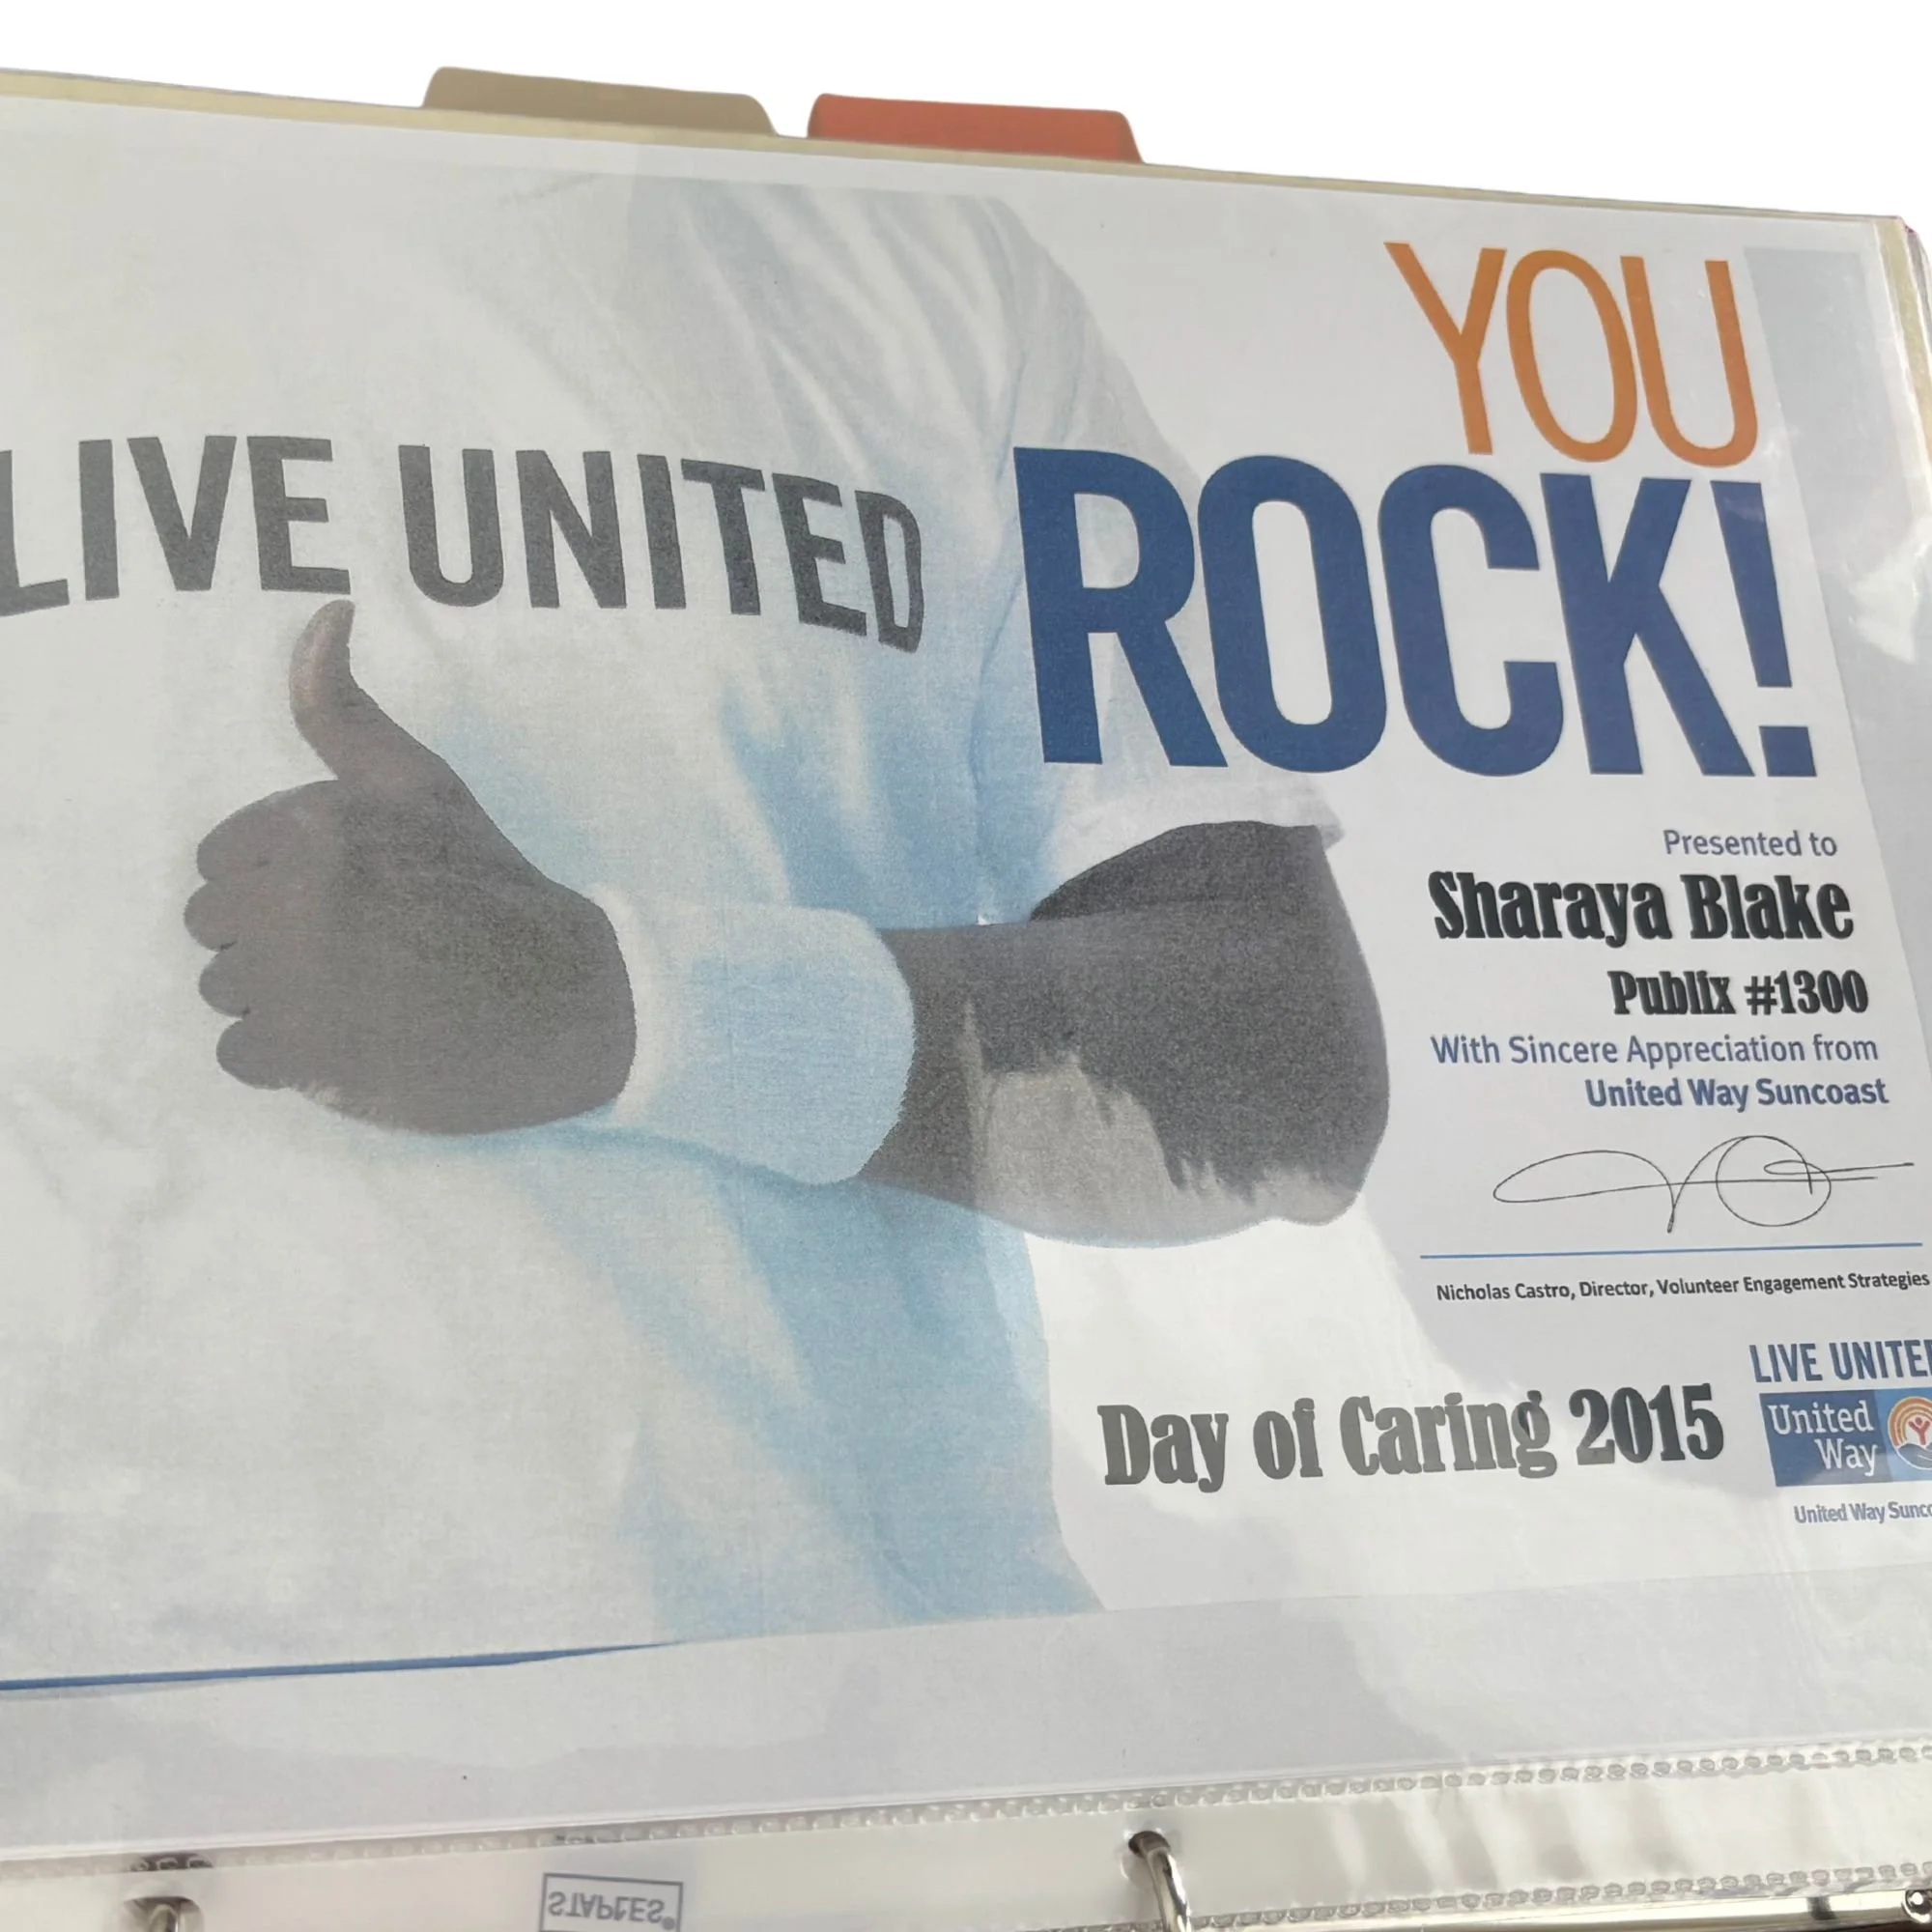 LIVE UNITED
YOU
ROCK!
Presented to
Sharaya Blake
Publix #1300
With Sincere Appreciation from
United Way Suncoast
Nicholas Castro, Director, Volunteer Engagement Strategies
Day of Caring 2015
LIVE UNITED
United
Way
United Way Sunco
STAPLES®